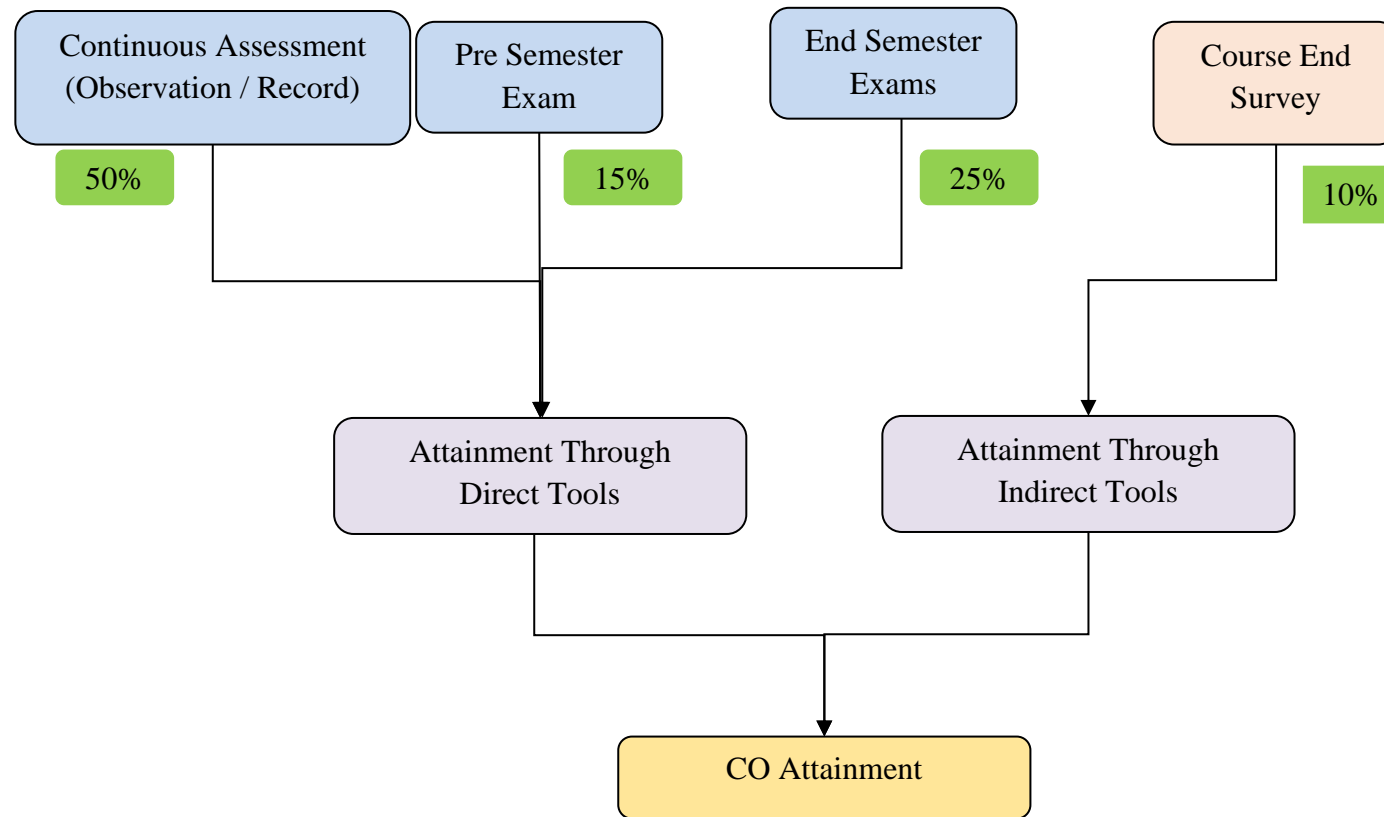 Continuous Assessment
(Observation / Record)
Pre Semester
Exam
End Semester
Exams
Course End
Survey
50%
15%
25%
10%
Attainment Through
Direct Tools
Attainment Through
Indirect Tools
CO Attainment